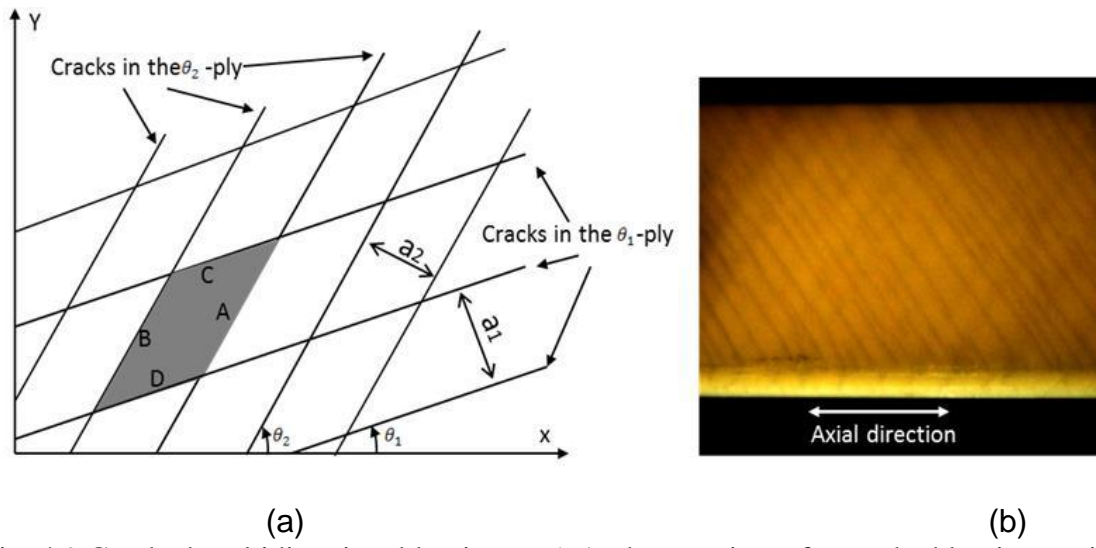 Y
Cracks in the θ₂ -ply
C
A
B
D
a₂
a₁
Cracks in the θ₁-ply
θ₂
θ₁
x
Axial direction
(a)
(b)